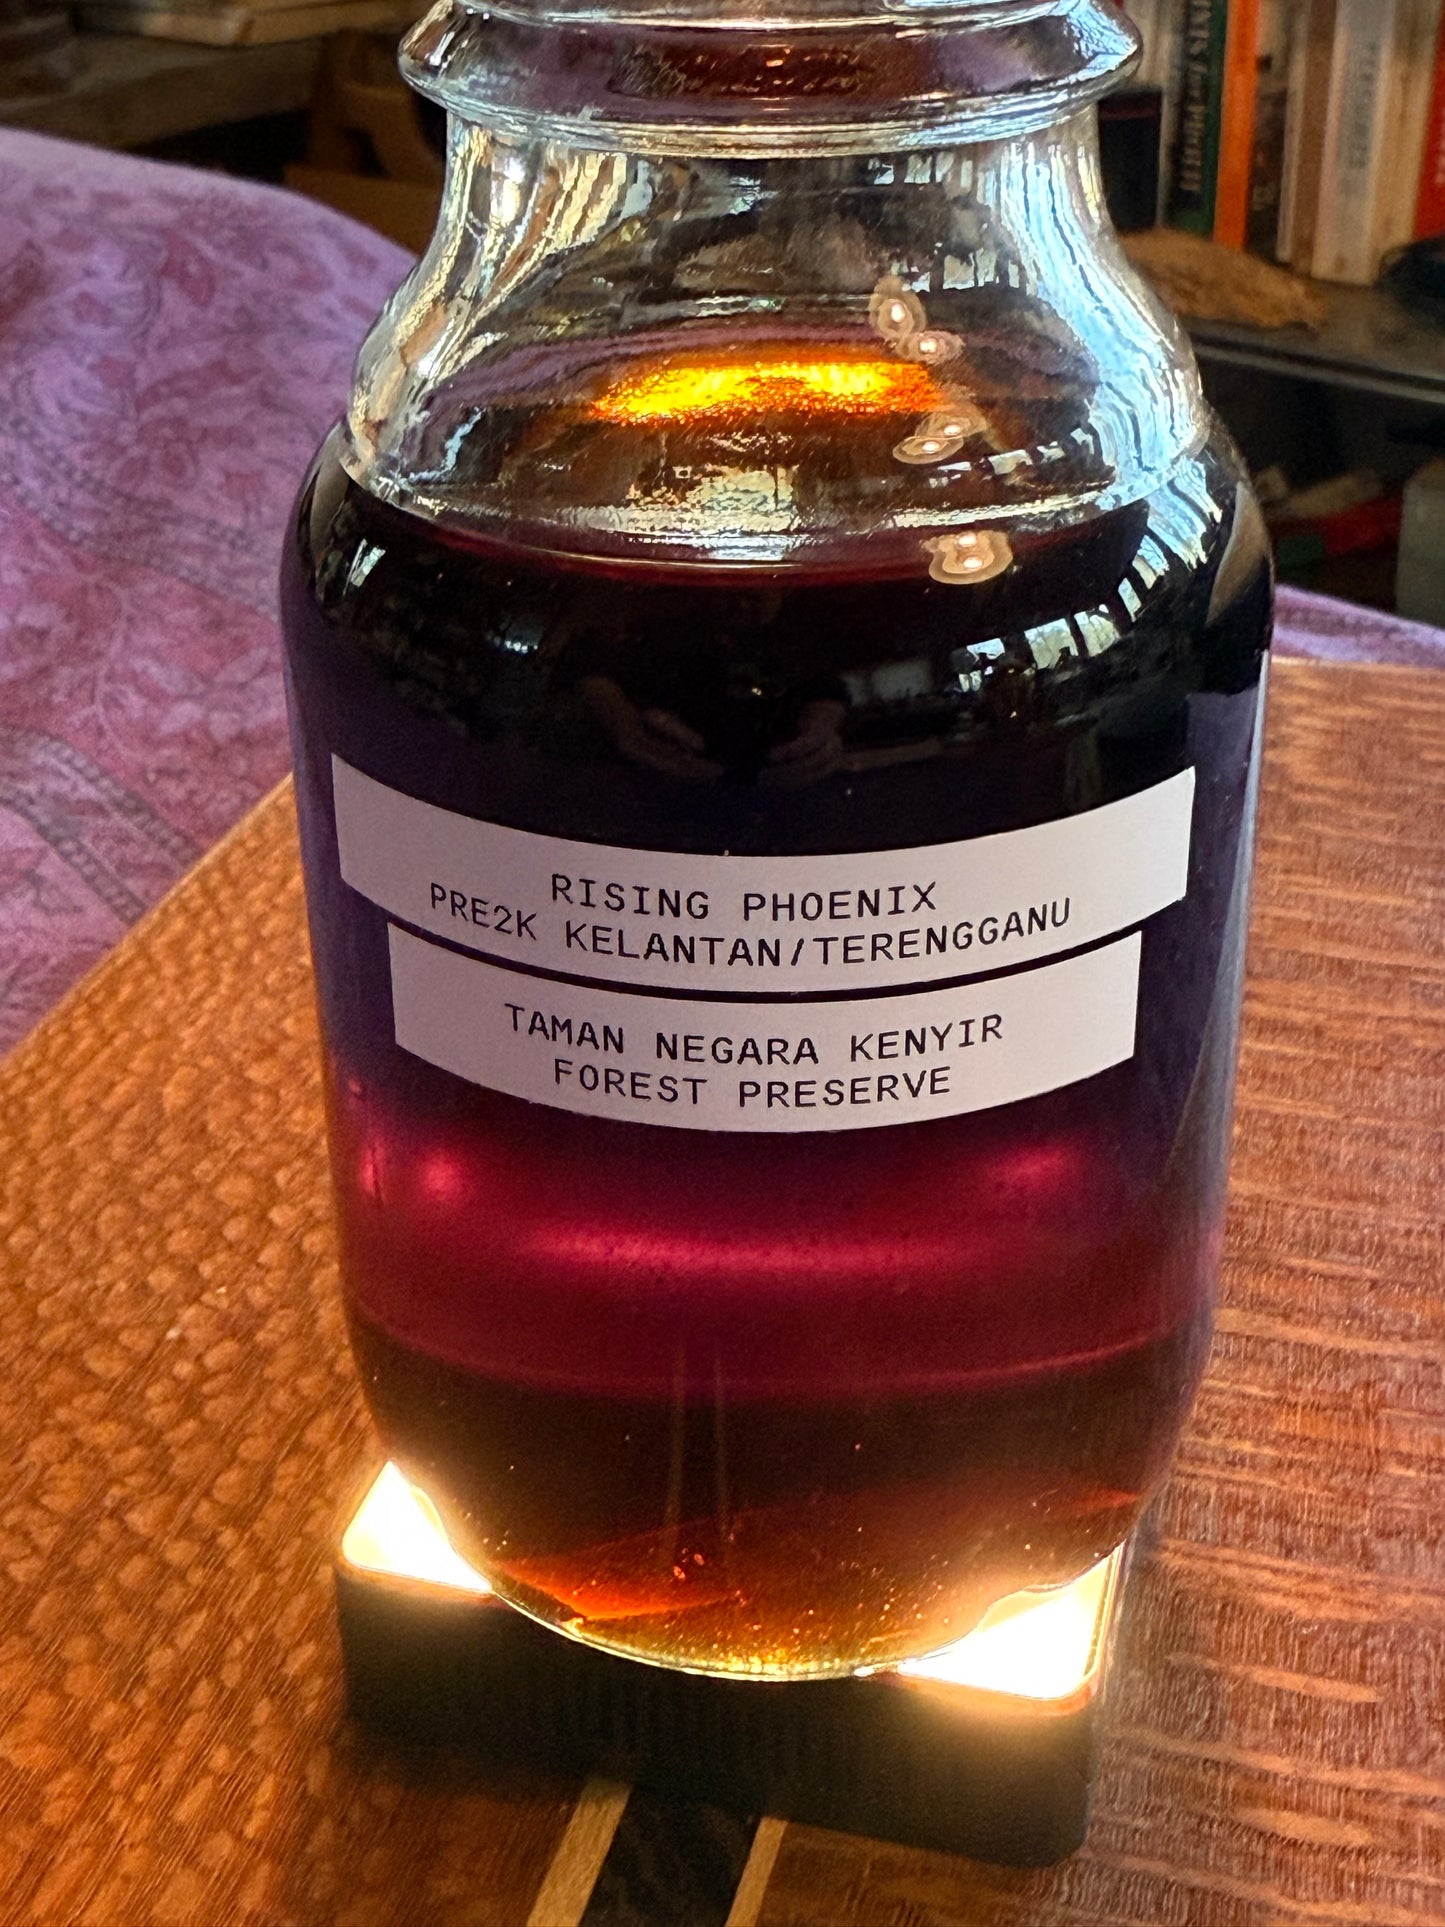 RISING PHOENIX
PRE2K KELANTAN/TERENGGANU
TAMAN NEGARA KENYIR
FOREST PRESERVE